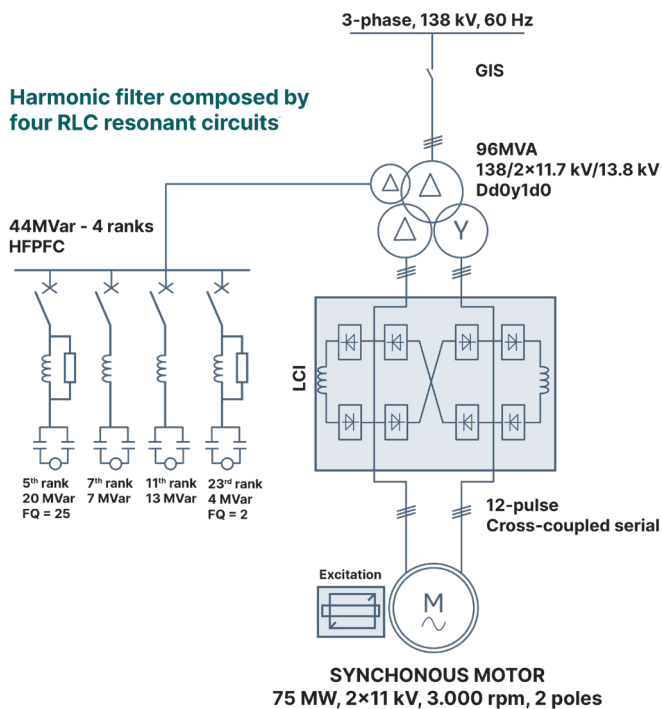 3-phase, 138 kV, 60 Hz
GIS
Harmonic filter composed by
four RLC resonant circuits
96MVA
138/2×11.7 kV/13.8 kV
Dd0y1d0
44MVar - 4 ranks
HFPFC
Y
LCI
5th rank
20 MVar
FQ = 25
7th rank
7 MVar
11th rank
13 MVar
23rd rank
4 MVar
FQ = 2
12-pulse
Cross-coupled serial
Excitation
M
SYNCHONOUS MOTOR
75 MW, 2×11 kV, 3.000 rpm, 2 poles